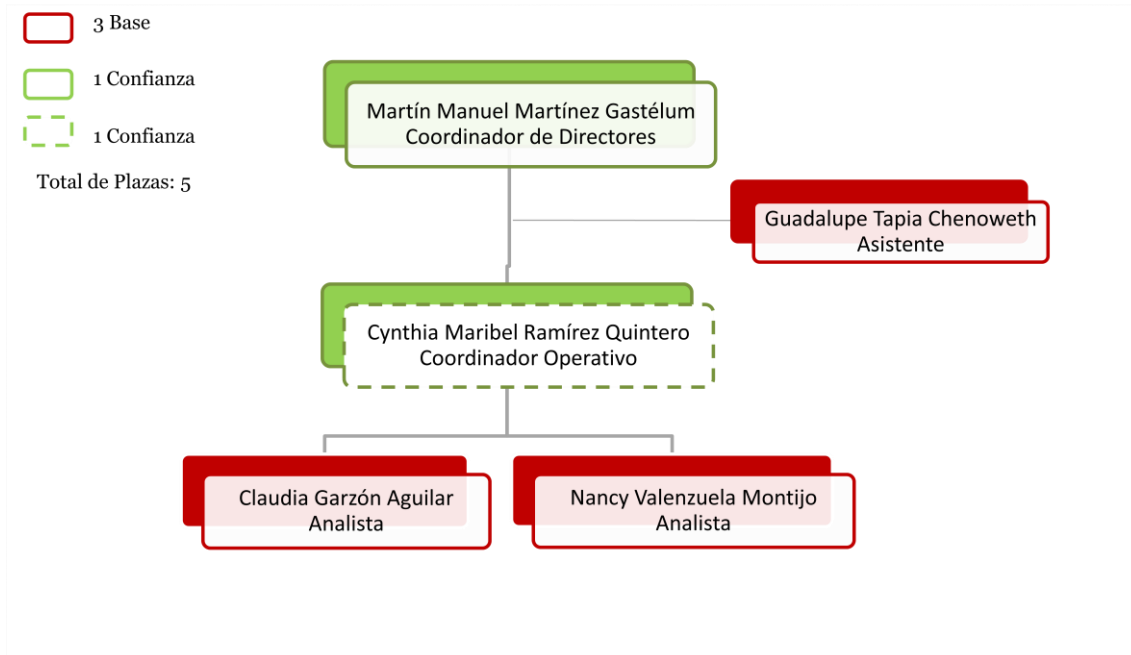 3 Base
1 Confianza
1 Confianza
Total de Plazas: 5
Martín Manuel Martínez Gastélum
Coordinador de Directores
Guadalupe Tapia Chenoweth
Asistente
Cynthia Maribel Ramírez Quintero
Coordinador Operativo
Claudia Garzón Aguilar
Analista
Nancy Valenzuela Montijo
Analista